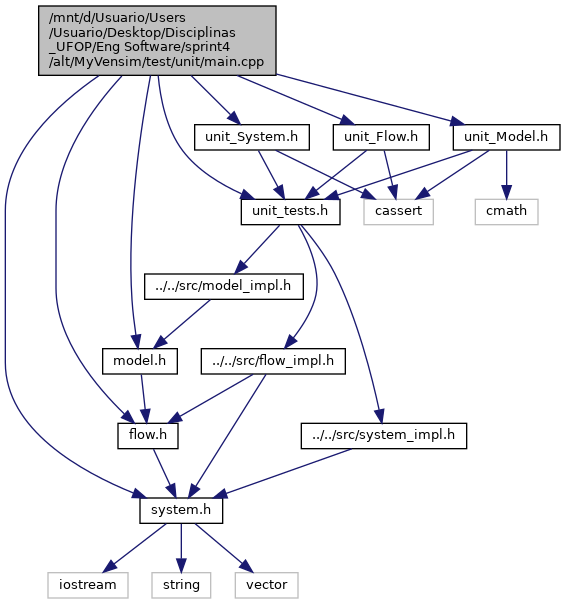 /mnt/d/Usuario/Users
/Usuario/Desktop/Disciplinas
_UFOP/Eng Software/sprint4
/alt/MyVensim/test/unit/main.cpp
unit_System.h
unit_Flow.h
unit_Model.h
unit_tests.h
cassert
cmath
../../src/model_impl.h
model.h
../../src/flow_impl.h
flow.h
../../src/system_impl.h
system.h
iostream
string
vector